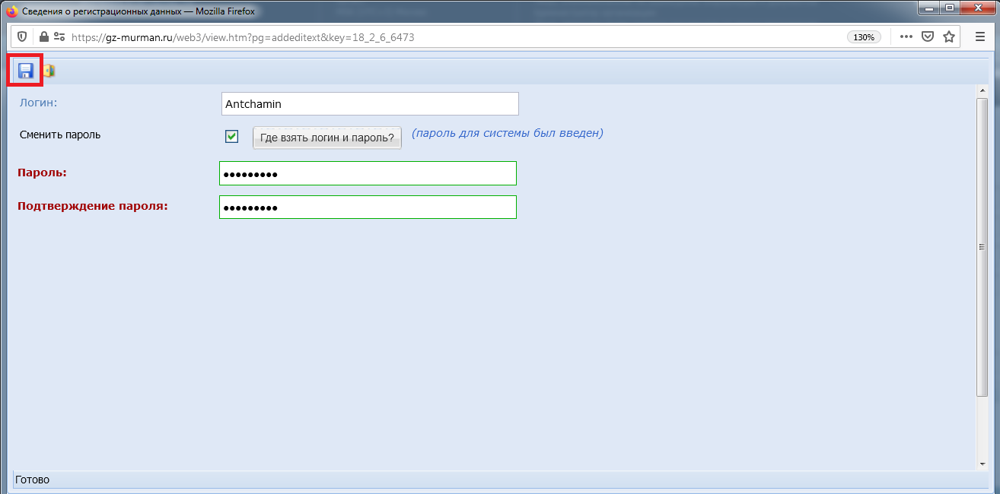 Сведения о регистрационных данных — Mozilla Firefox
https://gz-murman.ru/web3/view.htm?pg=addeditext&key=18_2_6_6473
130%
Логин:
Antchamin
Сменить пароль
Где взять логин и пароль?
(пароль для системы был введен)
Пароль:
•••••••••
Подтверждение пароля:
•••••••••
Готово